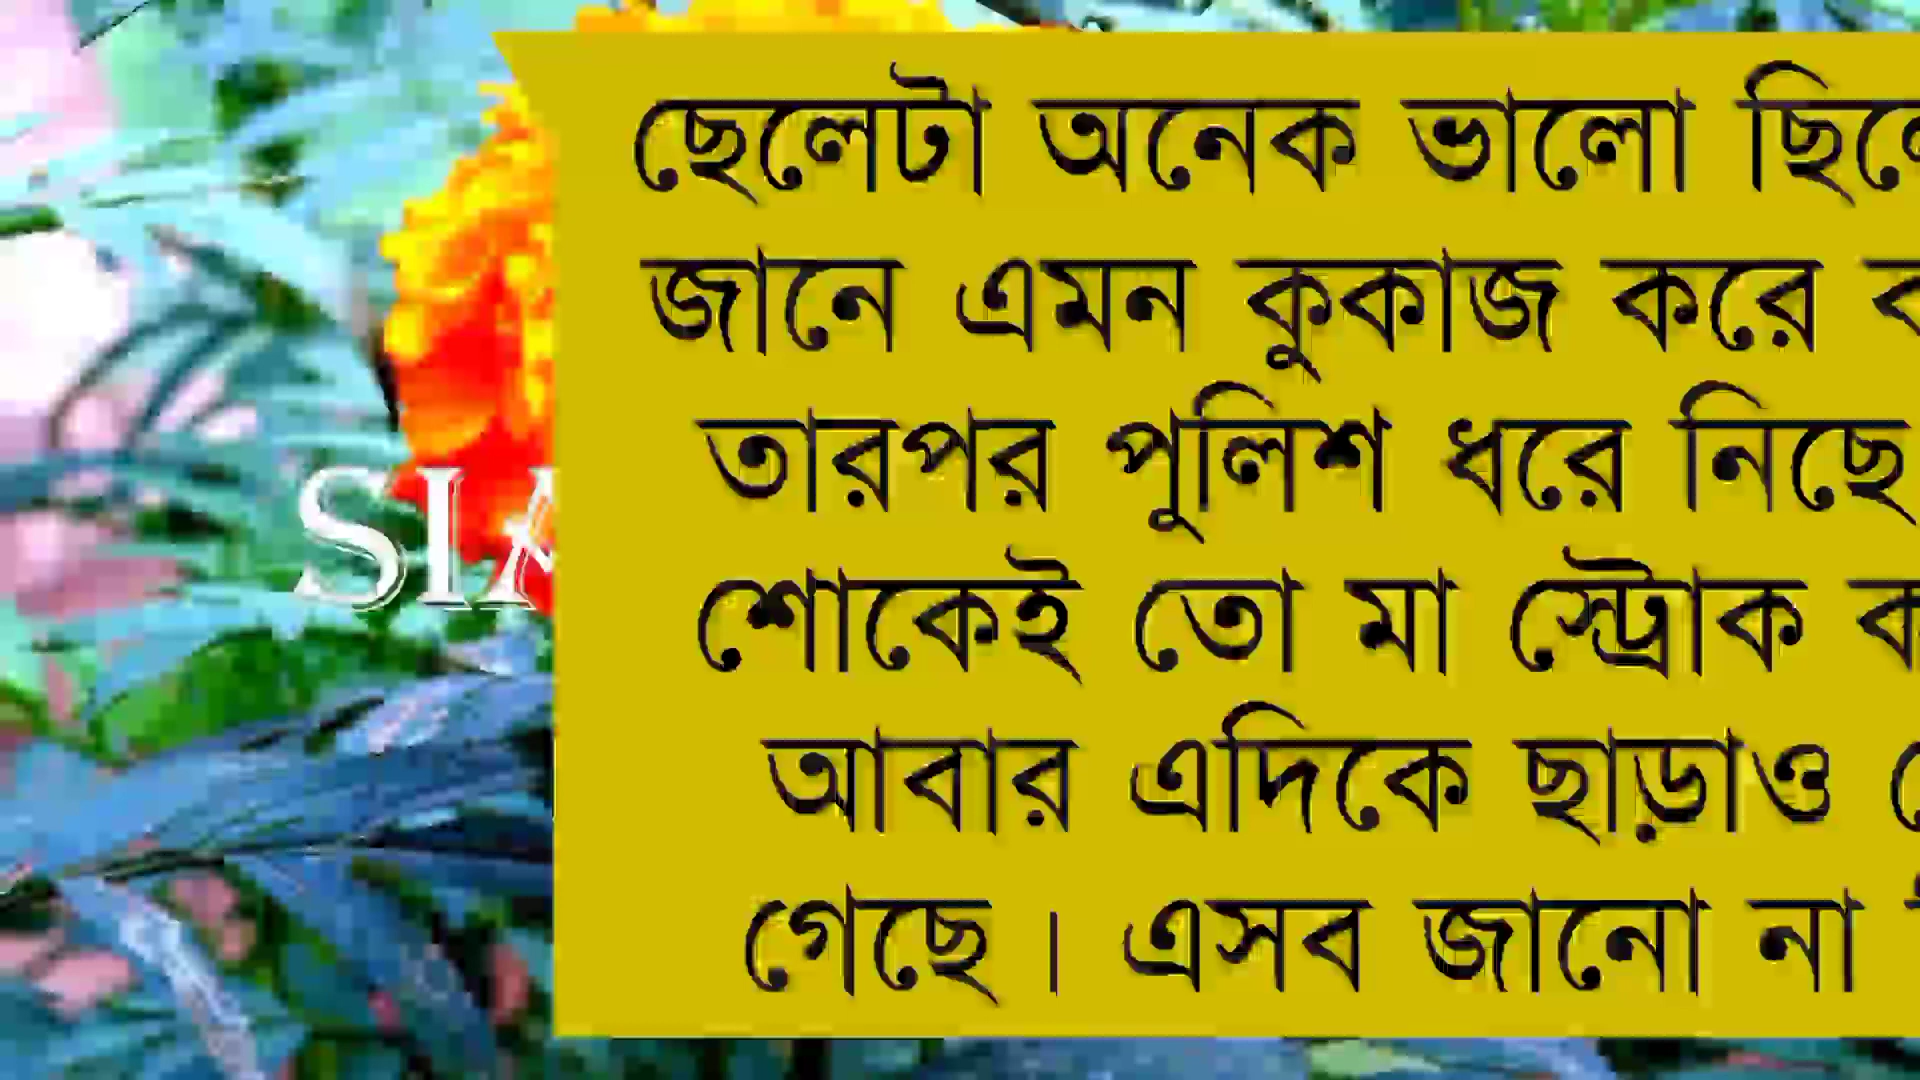 ছেলেটা অনেক ভালো
জানে এমন কুকাজ করে
তারপর পুলিশ ধরে নিছে
শোকেই তো মা স্ট্রোক
আবার এদিকে ছাড়াও
গেছে। এসব জানো না